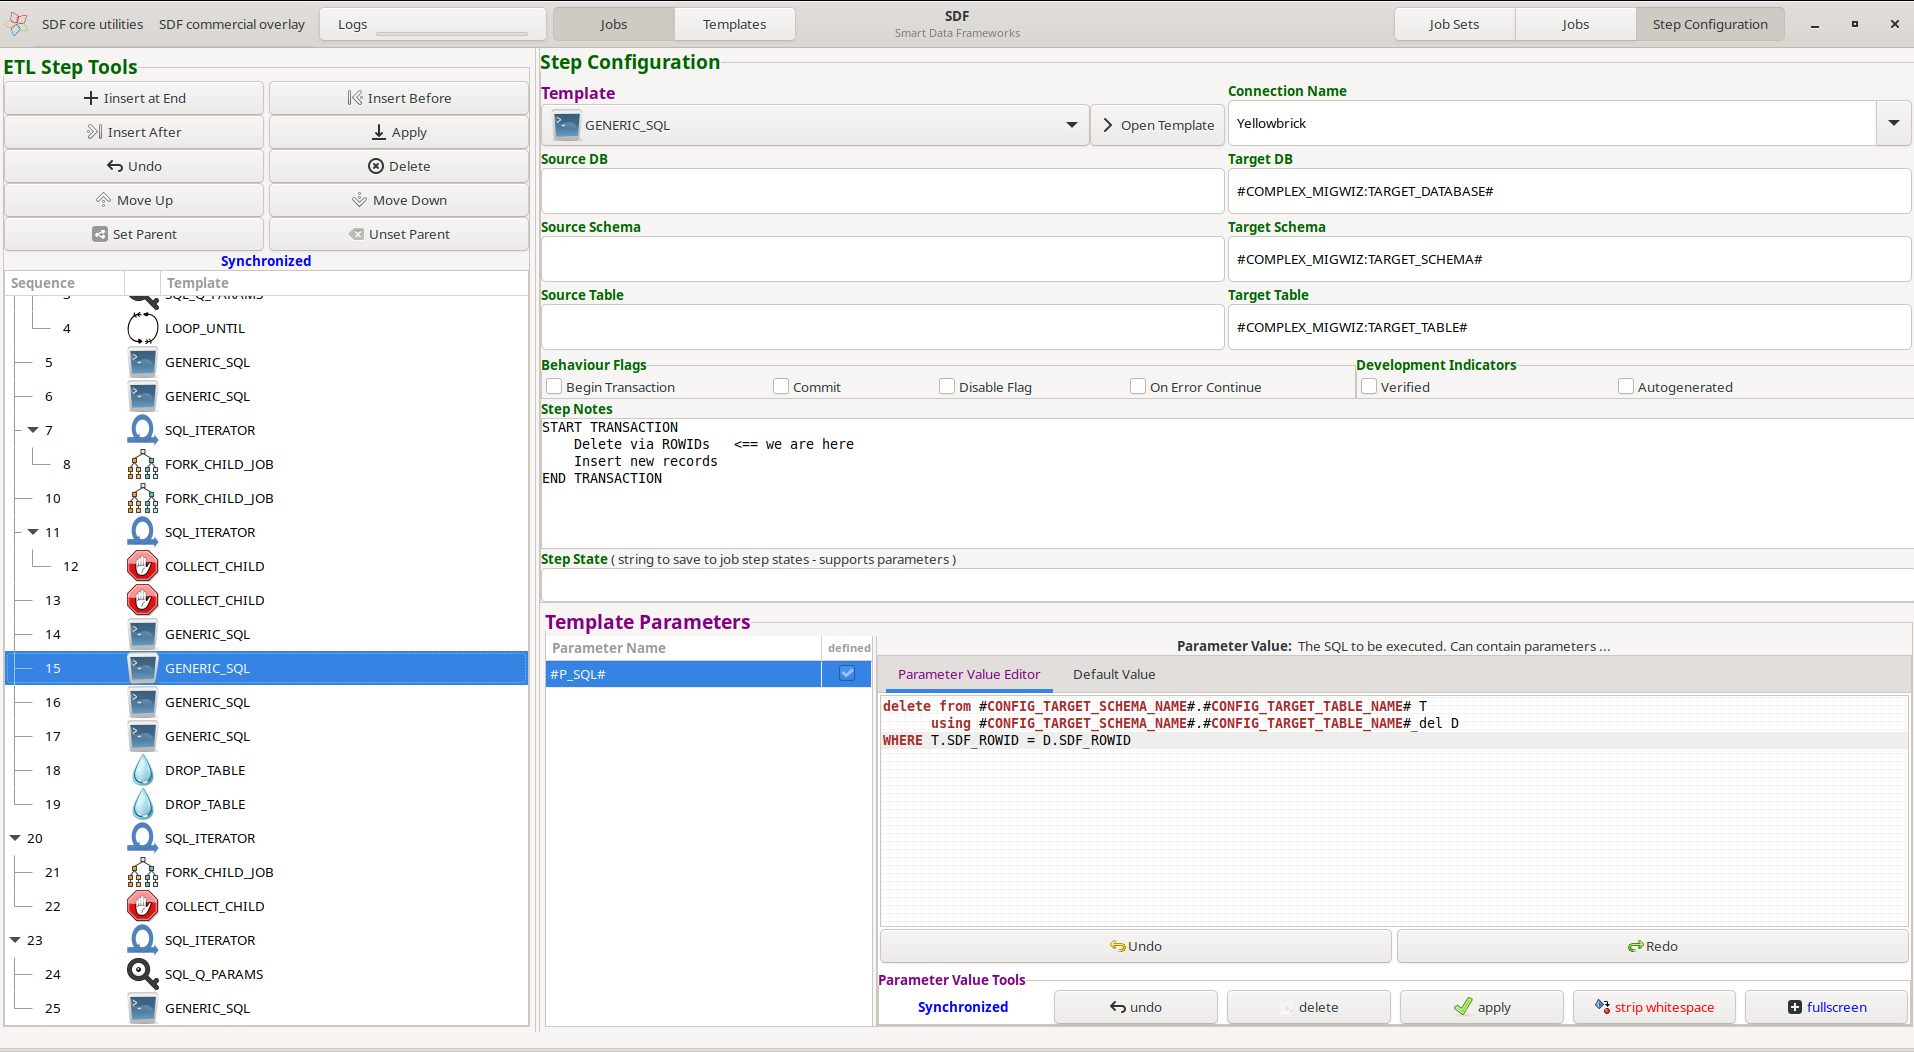 SDF core utilities SDF commercial overlay Logs Jobs Templates SDF Job Sets Jobs Step Configuration
Smart Data Frameworks
ETL Step Tools
Iinsert at End Insert Before
Insert After Apply
Undo Delete
Move Up Move Down
Set Parent Unset Parent
Synchronized
Sequence Template
3 SQL_Q_PARAMS
4 LOOP_UNTIL
5 GENERIC_SQL
6 GENERIC_SQL
7 SQL_ITERATOR
8 FORK_CHILD_JOB
10 FORK_CHILD_JOB
11 SQL_ITERATOR
12 COLLECT_CHILD
13 COLLECT_CHILD
14 GENERIC_SQL
15 GENERIC_SQL
16 GENERIC_SQL
17 GENERIC_SQL
18 DROP_TABLE
19 DROP_TABLE
20 SQL_ITERATOR
21 FORK_CHILD_JOB
22 COLLECT_CHILD
23 SQL_ITERATOR
24 SQL_Q_PARAMS
25 GENERIC_SQL
Step Configuration
Template Connection Name
GENERIC_SQL Open Template Yellowbrick
Source DB Target DB
#COMPLEX_MIGWIZ:TARGET_DATABASE#
Source Schema Target Schema
#COMPLEX_MIGWIZ:TARGET_SCHEMA#
Source Table Target Table
#COMPLEX_MIGWIZ:TARGET_TABLE#
Behaviour Flags Development Indicators
Begin Transaction Commit Disable Flag On Error Continue Verified Autogenerated
Step Notes
START TRANSACTION
Delete via ROWIDs <== we are here
Insert new records
END TRANSACTION
Step State ( string to save to job step states - supports parameters )
Template Parameters
Parameter Name defined
#P_SQL#
Parameter Value: The SQL to be executed. Can contain parameters ...
Parameter Value Editor Default Value
delete from #CONFIG_TARGET_SCHEMA_NAME#.#CONFIG_TARGET_TABLE_NAME# T
using #CONFIG_TARGET_SCHEMA_NAME#.#CONFIG_TARGET_TABLE_NAME#_del D
WHERE T.SDF_ROWID = D.SDF_ROWID
Undo Redo
Parameter Value Tools
Synchronized undo delete apply strip whitespace fullscreen